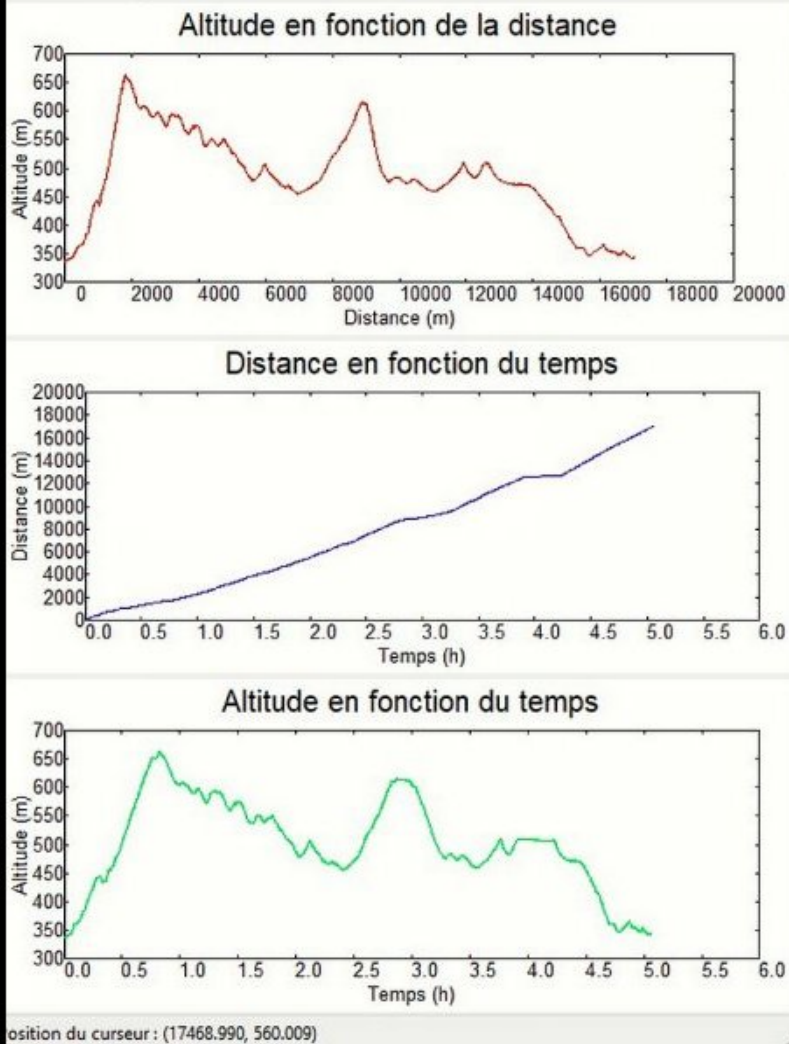 Altitude en fonction de la distance
700
650
600
550
500
450
400
350
300
Altitude (m)
0 2000 4000 6000 8000 10000 12000 14000 16000 18000 20000
Distance (m)
Distance en fonction du temps
20000
18000
16000
14000
12000
10000
8000
6000
4000
2000
0
Distance (m)
0.0 0.5 1.0 1.5 2.0 2.5 3.0 3.5 4.0 4.5 5.0 5.5 6.0
Temps (h)
Altitude en fonction du temps
700
650
600
550
500
450
400
350
300
Altitude (m)
0.0 0.5 1.0 1.5 2.0 2.5 3.0 3.5 4.0 4.5 5.0 5.5 6.0
Temps (h)
osition du curseur : (17468.990, 560.009)